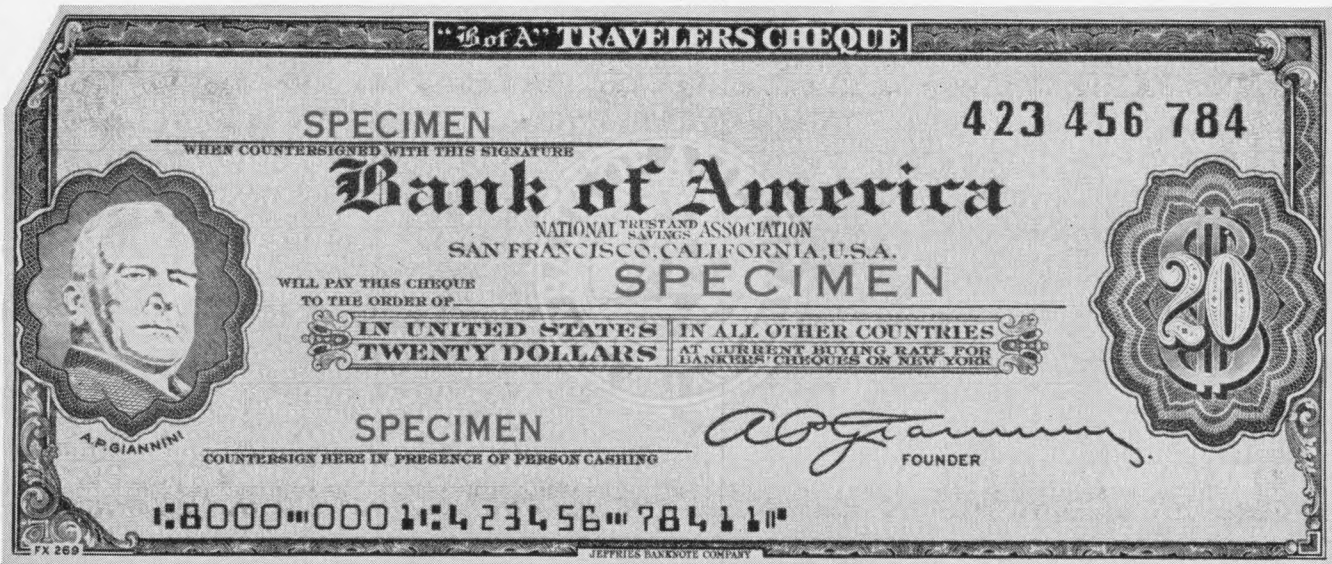 "B of A" TRAVELERS CHEQUE
SPECIMEN
423 456 784
WHEN COUNTERSIGNED WITH THIS SIGNATURE
Bank of America
NATIONAL TRUST AND SAVINGS ASSOCIATION
SAN FRANCISCO, CALIFORNIA, U.S.A.
WILL PAY THIS CHEQUE
TO THE ORDER OF
SPECIMEN
$20
IN UNITED STATES
TWENTY DOLLARS
IN ALL OTHER COUNTRIES
AT CURRENT BUYING RATE FOR
BANKERS' CHEQUES ON NEW YORK
A.P. GIANNINI
SPECIMEN
COUNTERSIGN HERE IN PRESENCE OF PERSON CASHING
A P Giannini
FOUNDER
⑆8000⑉0001⑆423456⑉78411⑈
FX 269
JEFFRIES BANKNOTE COMPANY